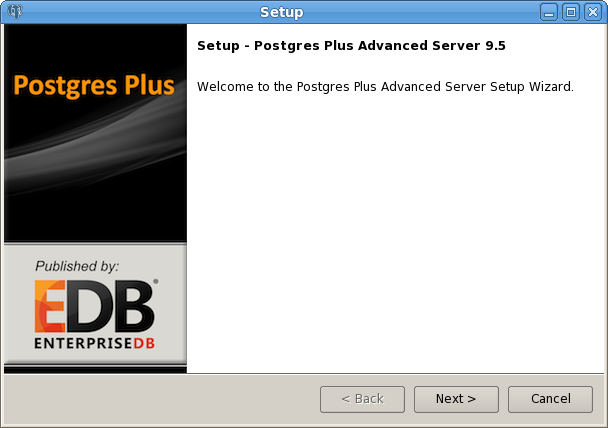 Setup
Setup - Postgres Plus Advanced Server 9.5
Postgres Plus
Welcome to the Postgres Plus Advanced Server Setup Wizard.
Published by:
EDB®
ENTERPRISEDB
< Back
Next >
Cancel